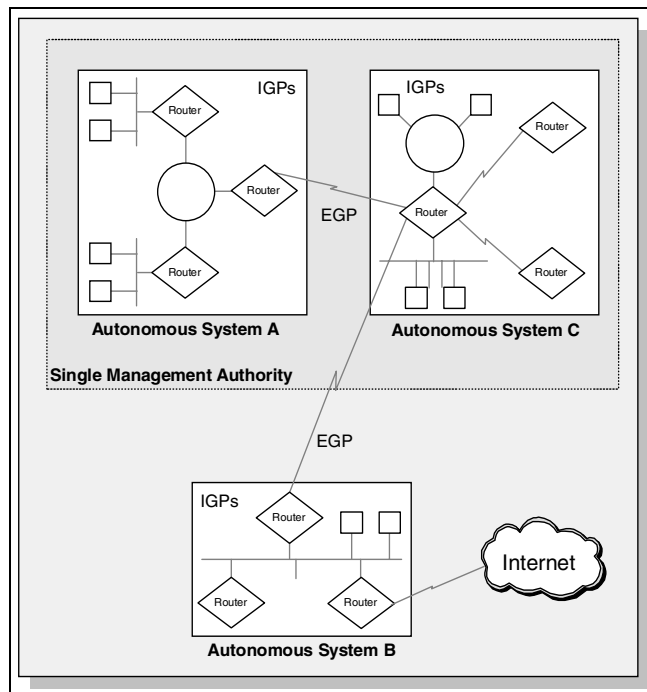 IGPs
Router
Router
Router
Autonomous System A
EGP
IGPs
Router
Router
Router
Autonomous System C
Single Management Authority
EGP
IGPs
Router
Router
Router
Autonomous System B
Internet